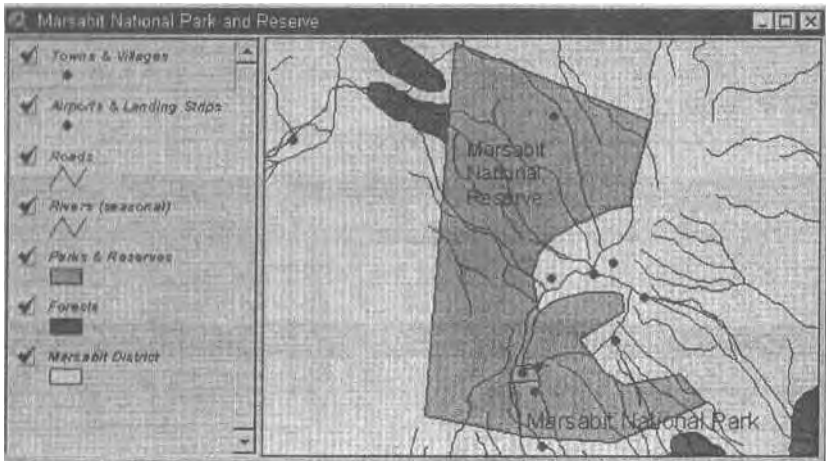 Marsabit National Park and Reserve
Towns & Villages
Airports & Landing Strips
Roads
Rivers (seasonal)
Parks & Reserves
Forests
Marsabit District
Marsabit
National
Reserve
Marsabit National Park